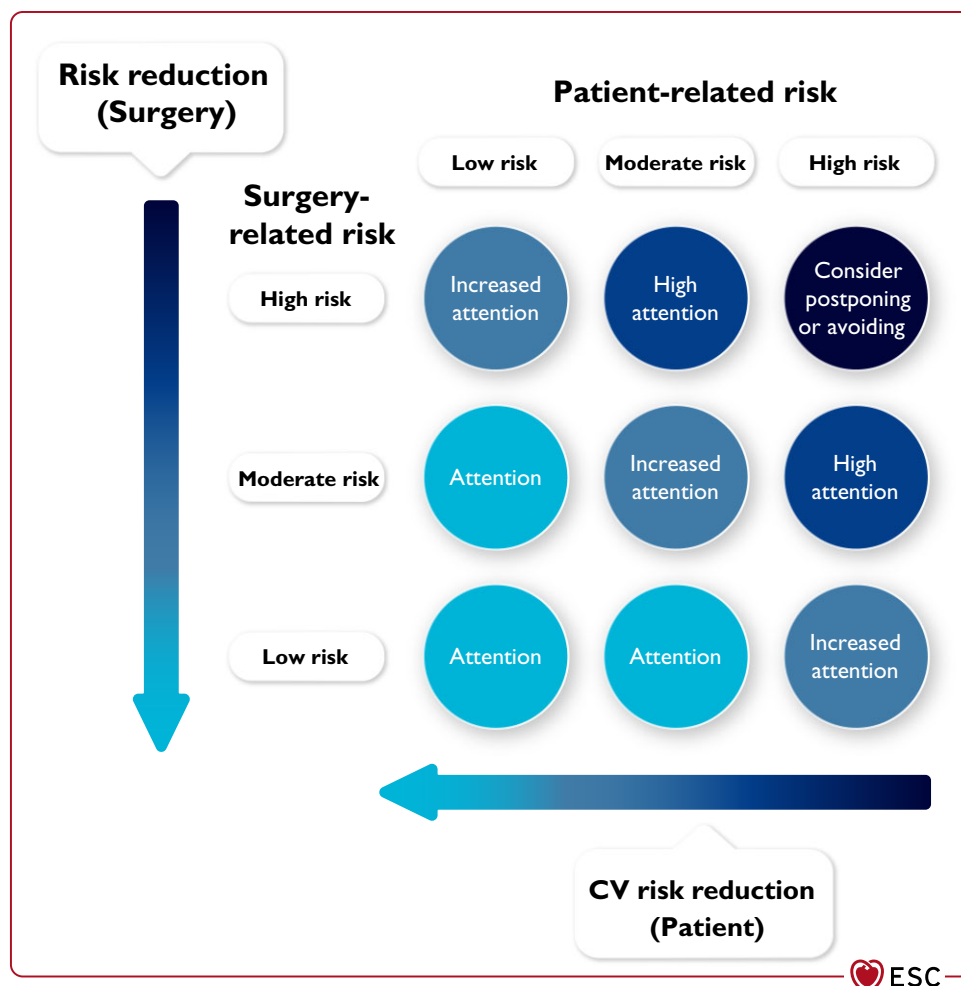 Risk reduction
(Surgery)
Patient-related risk
Low risk
Moderate risk
High risk
Surgery-
related risk
High risk
Increased
attention
High
attention
Consider
postponing
or avoiding
Moderate risk
Attention
Increased
attention
High
attention
Low risk
Attention
Attention
Increased
attention
CV risk reduction
(Patient)
ESC